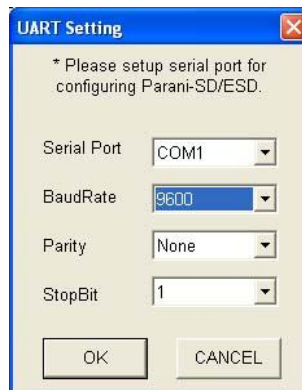 UART Setting
* Please setup serial port for
configuring Parani-SD/ESD.
Serial Port COM1
BaudRate 9600
Parity None
StopBit 1
OK CANCEL